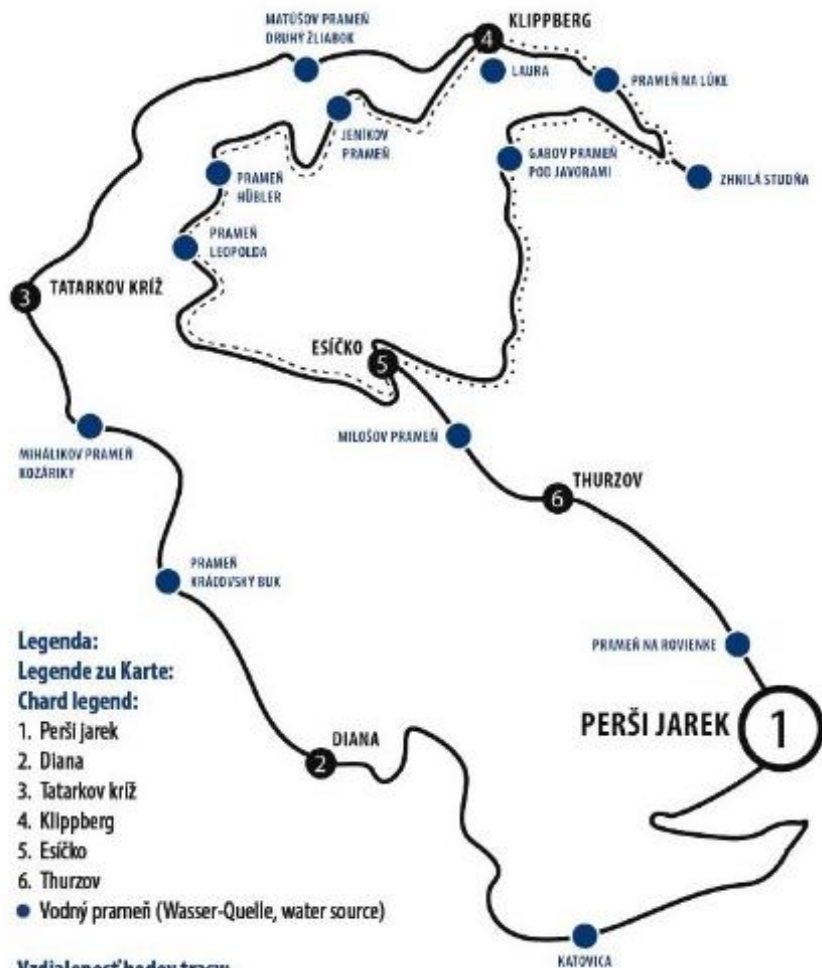 KLIPPBERG
4
MATÚŠOV PRAMEŇ
DRUHÝ ŽLIABOK
LAURA
PRAMEŇ NA LÚKE
JENÍKOV
PRAMEŇ
GABOV PRAMEŇ
POD JAVORAMI
ZHNILÁ STUDŇA
PRAMEŇ
HÜBLER
PRAMEŇ
LEOPOLDA
3
TATARKOV KRÍŽ
ESÍČKO
5
MIHÁLIKOV PRAMEŇ
KOZÁRIKY
MILOŠOV PRAMEŇ
THURZOV
6
PRAMEŇ
KRÁĽOVSKÝ BUK
PRAMEŇ NA ROVIENKE
PERŠI JAREK
1
DIANA
2
KATOVICA
Legenda:
Legende zu Karte:
Chard legend:
1. Perši jarek
2. Diana
3. Tatarkov kríž
4. Klippberg
5. Esíčko
6. Thurzov
Vodný prameň (Wasser-Quelle, water source)